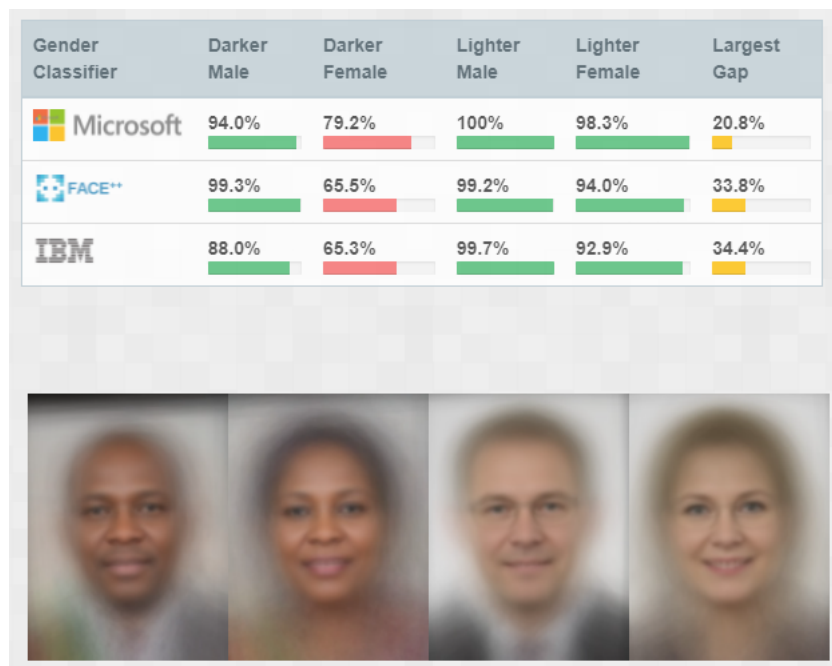 Gender Classifier Darker Male Darker Female Lighter Male Lighter Female Largest Gap
Microsoft 94.0% 79.2% 100% 98.3% 20.8%
FACE++ 99.3% 65.5% 99.2% 94.0% 33.8%
IBM 88.0% 65.3% 99.7% 92.9% 34.4%